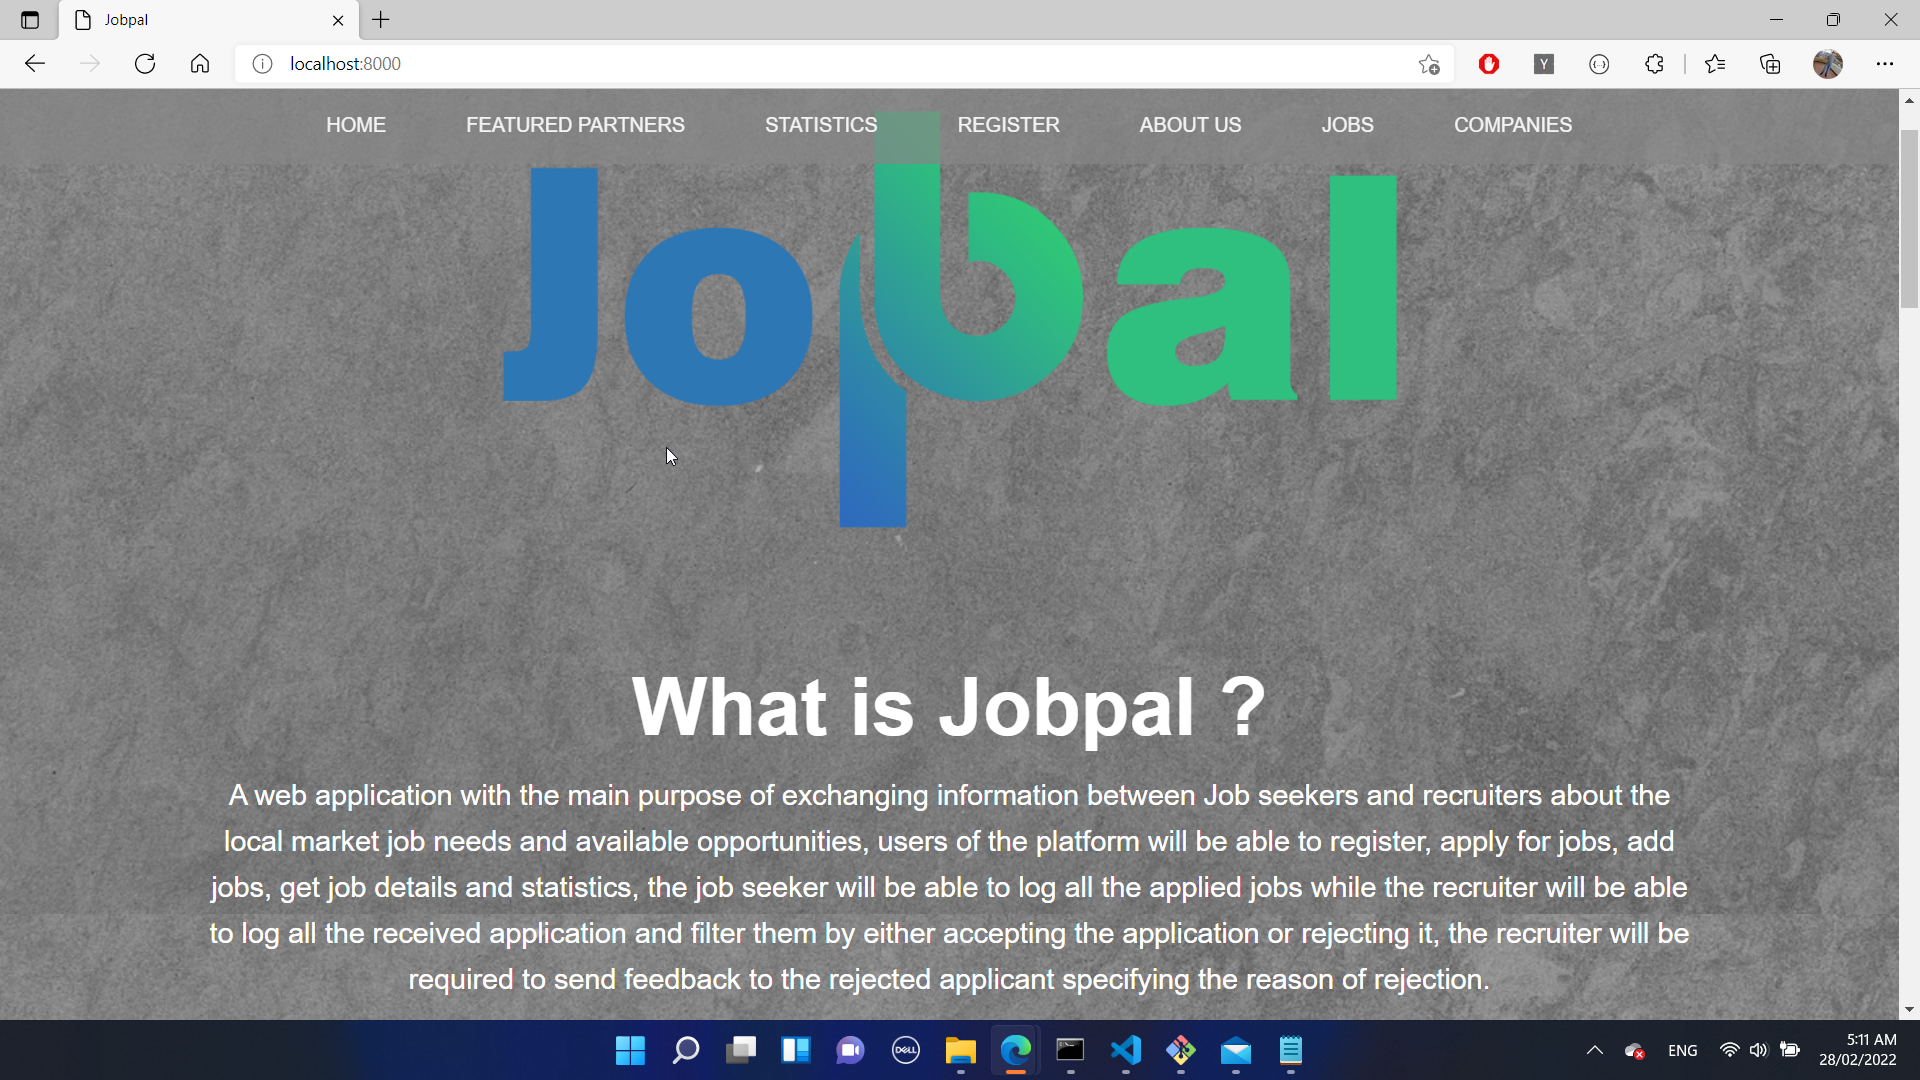 Jobpal
localhost:8000
Y
HOME FEATURED PARTNERS STATISTICS REGISTER ABOUT US JOBS COMPANIES
Jobpal
What is Jobpal ?
A web application with the main purpose of exchanging information between Job seekers and recruiters about the
local market job needs and available opportunities, users of the platform will be able to register, apply for jobs, add
jobs, get job details and statistics, the job seeker will be able to log all the applied jobs while the recruiter will be able
to log all the received application and filter them by either accepting the application or rejecting it, the recruiter will be
required to send feedback to the rejected applicant specifying the reason of rejection.
DELL
ENG
5:11 AM
28/02/2022